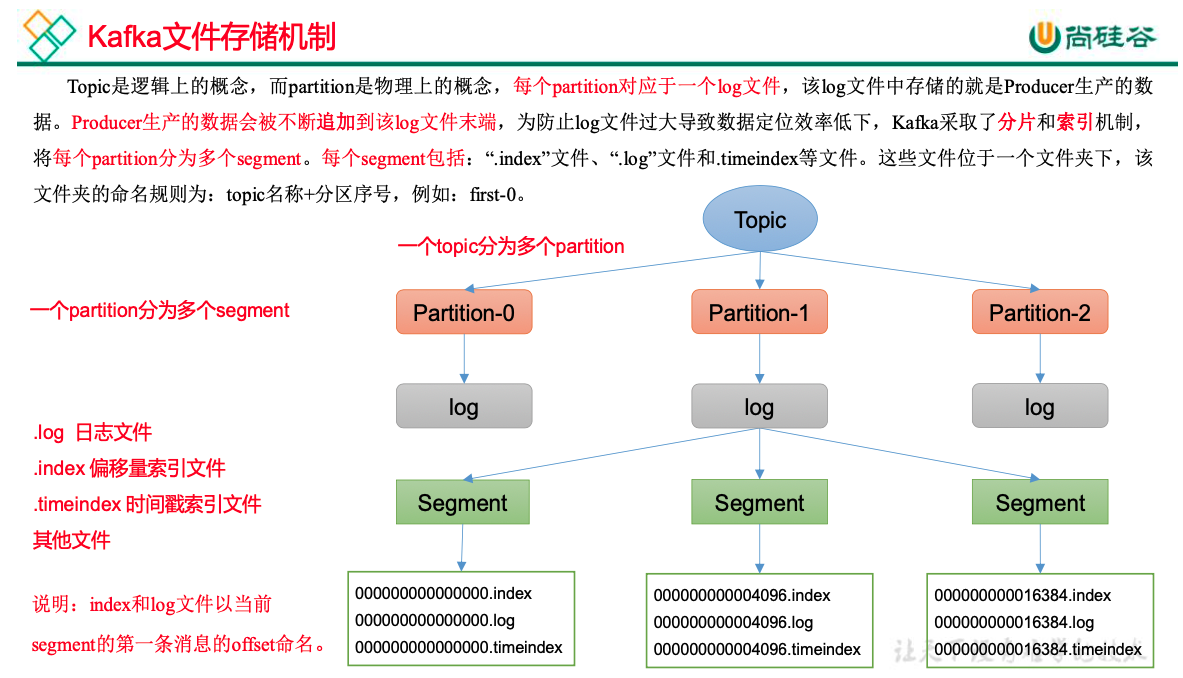 Kafka文件存储机制
尚硅谷
Topic是逻辑上的概念，而partition是物理上的概念，每个partition对应于一个log文件，该log文件中存储的就是Producer生产的数
据。Producer生产的数据会被不断追加到该log文件末端，为防止log文件过大导致数据定位效率低下，Kafka采取了分片和索引机制，
将每个partition分为多个segment。每个segment包括：“.index”文件、“.log”文件和.timeindex等文件。这些文件位于一个文件夹下，该
文件夹的命名规则为：topic名称+分区序号，例如：first-0。
Topic
一个topic分为多个partition
一个partition分为多个segment
Partition-0
Partition-1
Partition-2
log
log
log
.log 日志文件
.index 偏移量索引文件
.timeindex 时间戳索引文件
其他文件
Segment
Segment
Segment
说明：index和log文件以当前
segment的第一条消息的offset命名。
000000000000000.index
000000000000000.log
000000000000000.timeindex
000000000004096.index
000000000004096.log
000000000004096.timeindex
000000000016384.index
000000000016384.log
000000000016384.timeindex